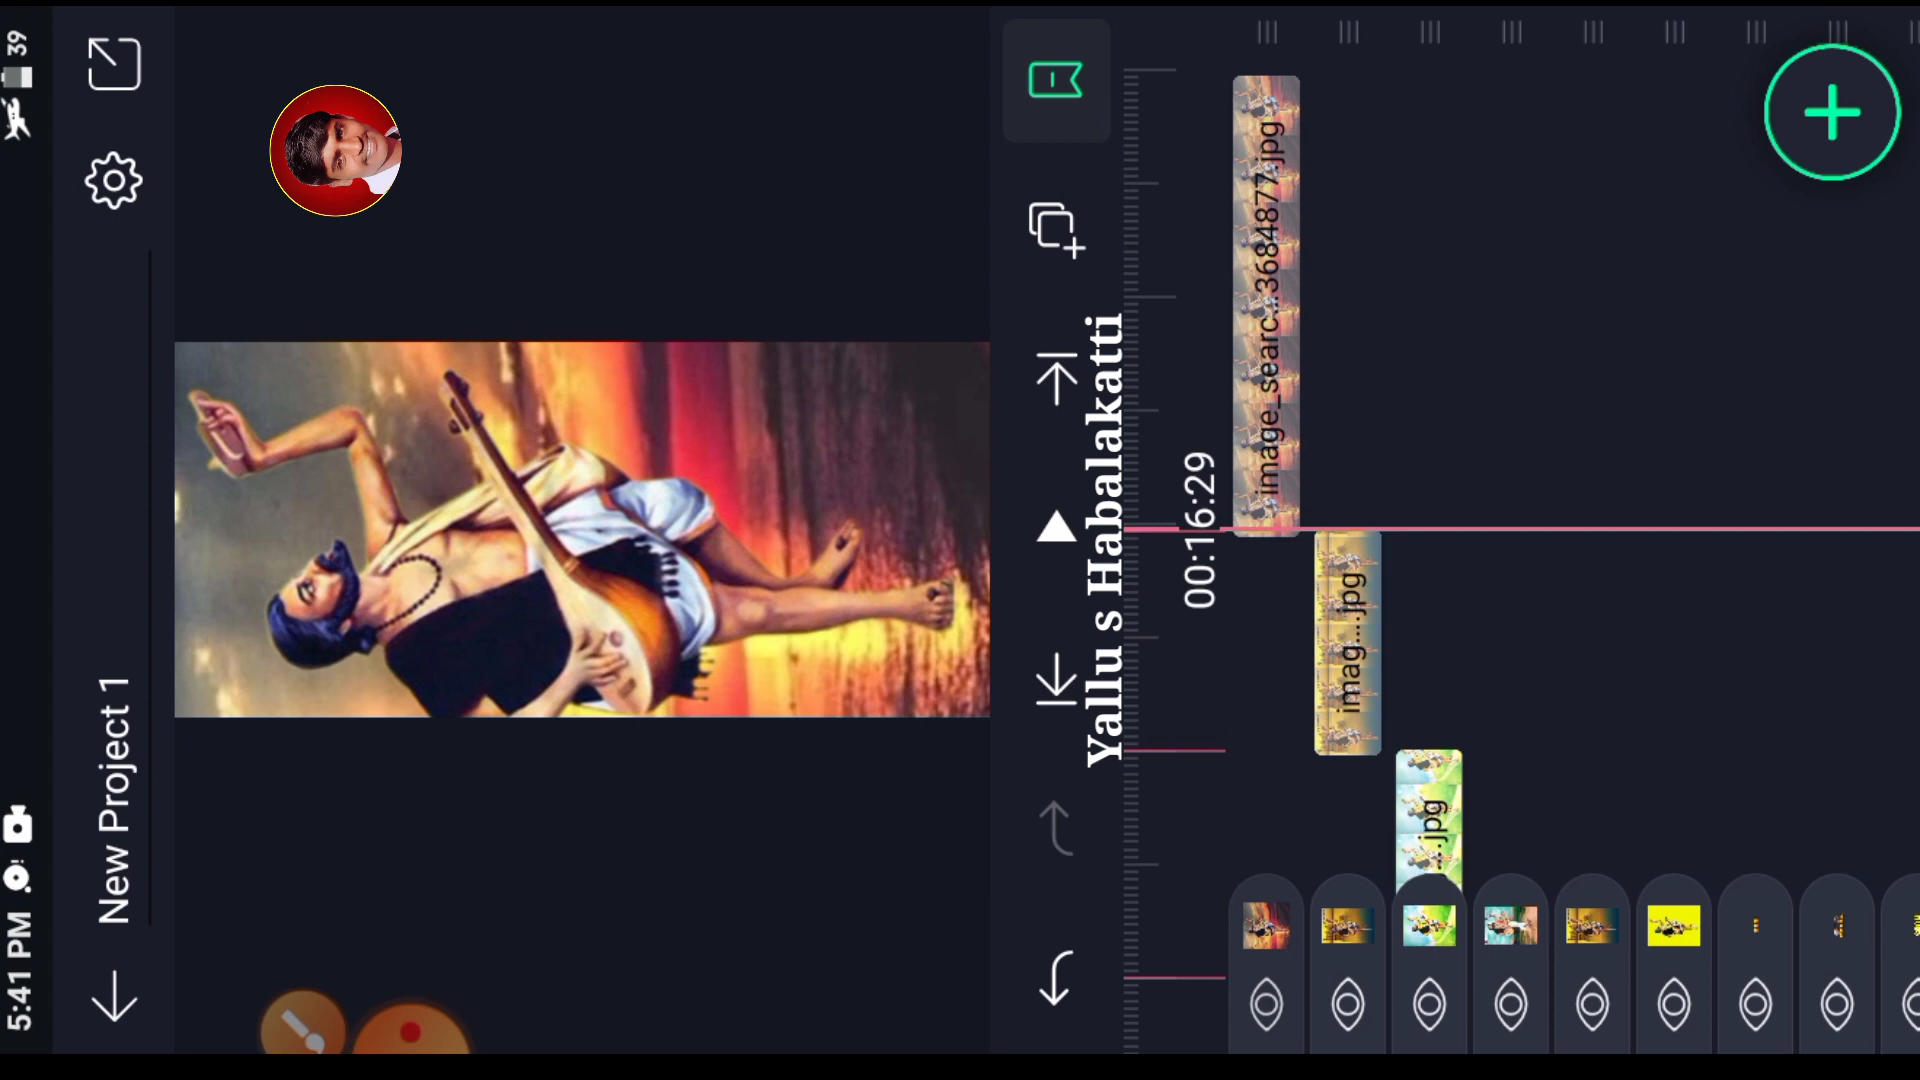 5:41 PM
39
New Project 1
Yallu s Habalakatti
00:16:29
image_searc...3684877.jpg
imag....jpg
...jpg